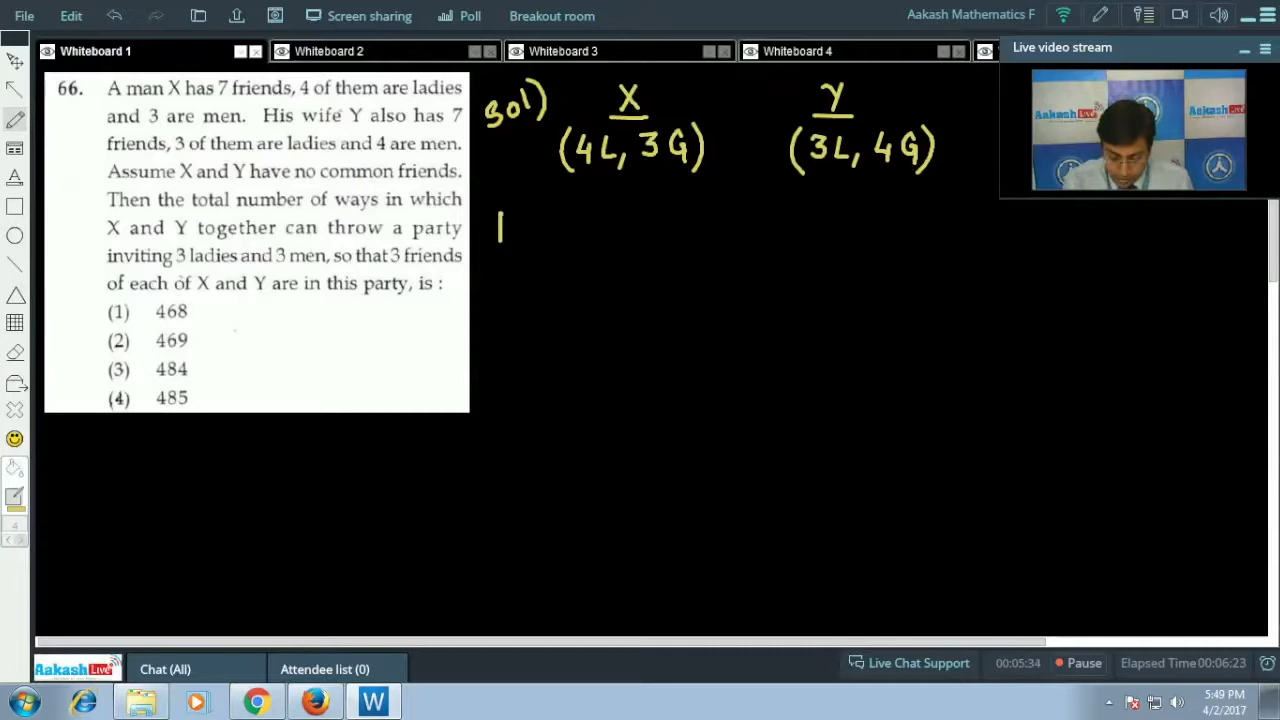 File Edit Screen sharing Poll Breakout room Aakash Mathematics F
Whiteboard 1 Whiteboard 2 Whiteboard 3 Whiteboard 4 Live video stream
66. A man X has 7 friends, 4 of them are ladies
and 3 are men. His wife Y also has 7
friends, 3 of them are ladies and 4 are men.
Assume X and Y have no common friends.
Then the total number of ways in which
X and Y together can throw a party
inviting 3 ladies and 3 men, so that 3 friends
of each of X and Y are in this party, is :
(1) 468
(2) 469
(3) 484
(4) 485
Sol) X Y
(4L, 3G) (3L, 4G)
Aakash Live
Aakash
4
Aakash Live Chat (All) Attendee list (0) Live Chat Support 00:05:34 Pause Elapsed Time 00:06:23
5:49 PM
4/2/2017